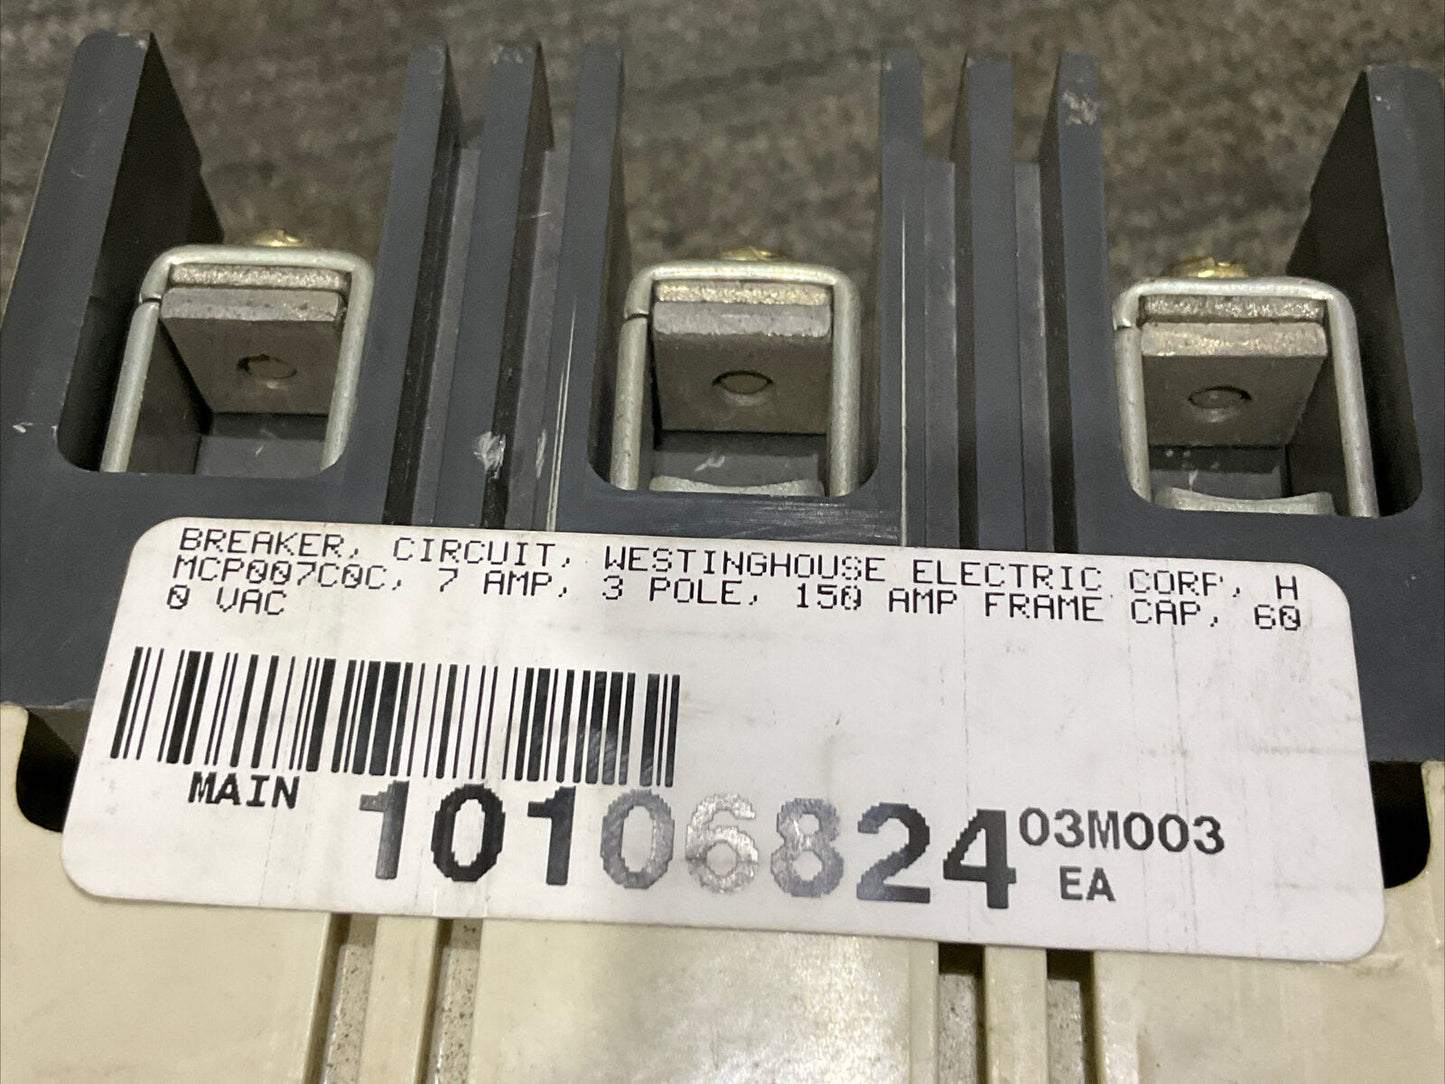 BREAKER, CIRCUIT, WESTINGHOUSE ELECTRIC CORP, H
MCP007C0C, 7 AMP, 3 POLE, 150 AMP FRAME CAP, 60
0 VAC
MAIN 10106824 03M003
EA